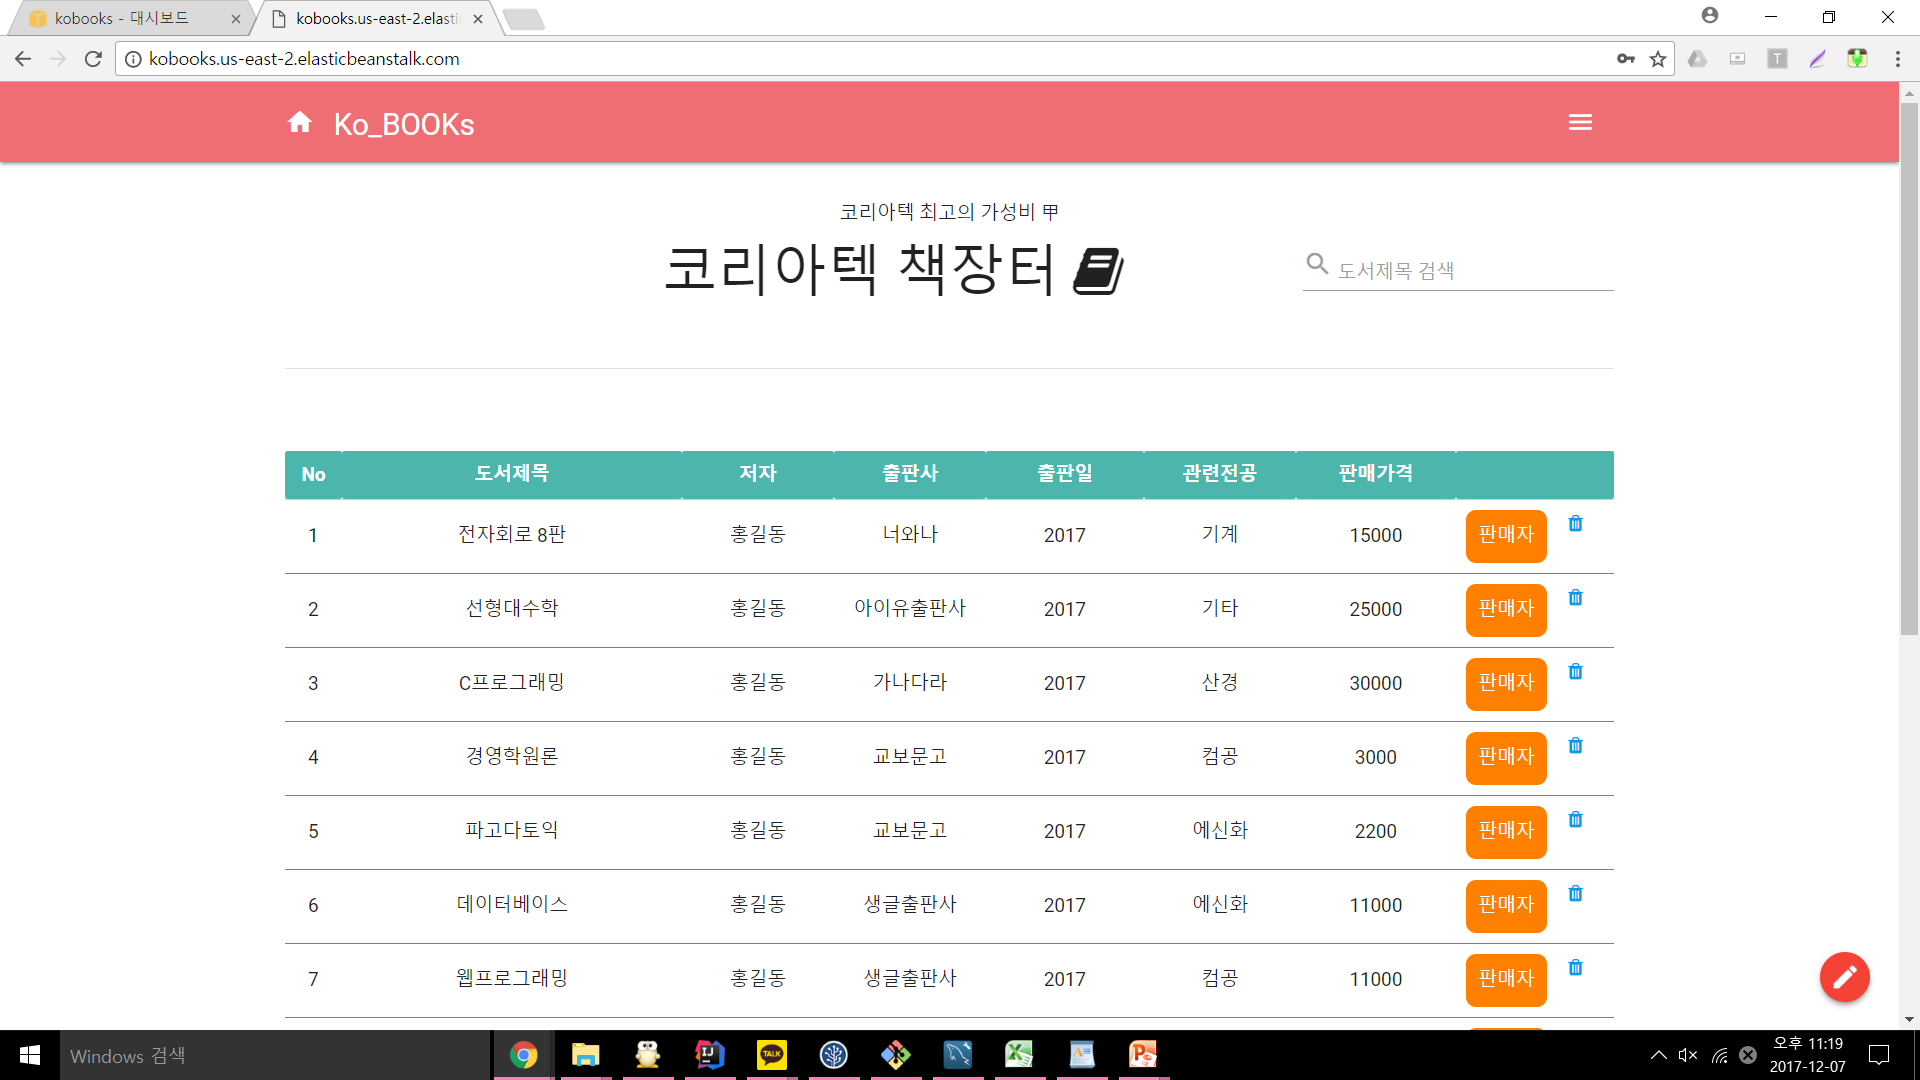 kobooks - 대시보드
kobooks.us-east-2.elasti
kobooks.us-east-2.elasticbeanstalk.com
Ko_BOOKs
코리아텍 최고의 가성비 甲
코리아텍 책장터
도서제목 검색
No 도서제목 저자 출판사 출판일 관련전공 판매가격
1 전자회로 8판 홍길동 너와나 2017 기계 15000 판매자
2 선형대수학 홍길동 아이유출판사 2017 기타 25000 판매자
3 C프로그래밍 홍길동 가나다라 2017 산경 30000 판매자
4 경영학원론 홍길동 교보문고 2017 컴공 3000 판매자
5 파고다토익 홍길동 교보문고 2017 에신화 2200 판매자
6 데이터베이스 홍길동 생글출판사 2017 에신화 11000 판매자
7 웹프로그래밍 홍길동 생글출판사 2017 컴공 11000 판매자
Windows 검색
오후 11:19
2017-12-07